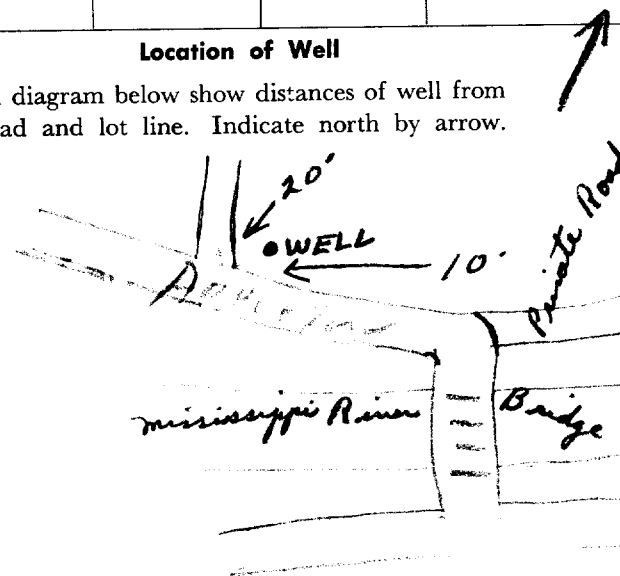 Location of Well
diagram below show distances of well from
ad and lot line. Indicate north by arrow.
20'
WELL
10'
Private Road
Mississippi River
Bridge